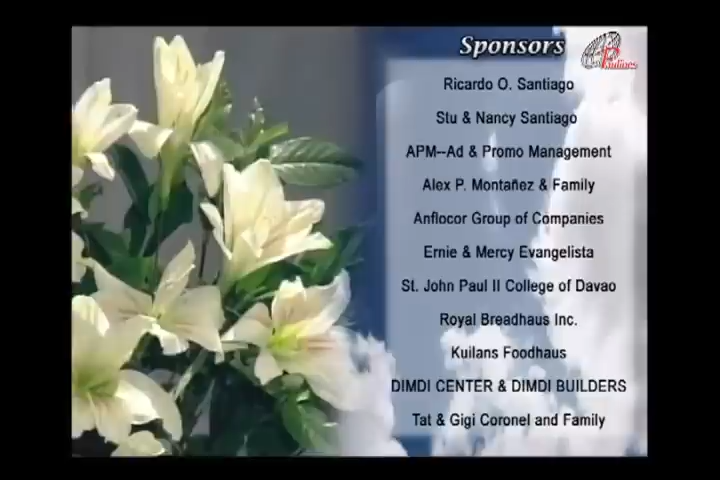 Sponsors
Paulines
Ricardo O. Santiago
Stu & Nancy Santiago
APM--Ad & Promo Management
Alex P. Montañez & Family
Anflocor Group of Companies
Ernie & Mercy Evangelista
St. John Paul II College of Davao
Royal Breadhaus Inc.
Kuilans Foodhaus
DIMDI CENTER & DIMDI BUILDERS
Tat & Gigi Coronel and Family